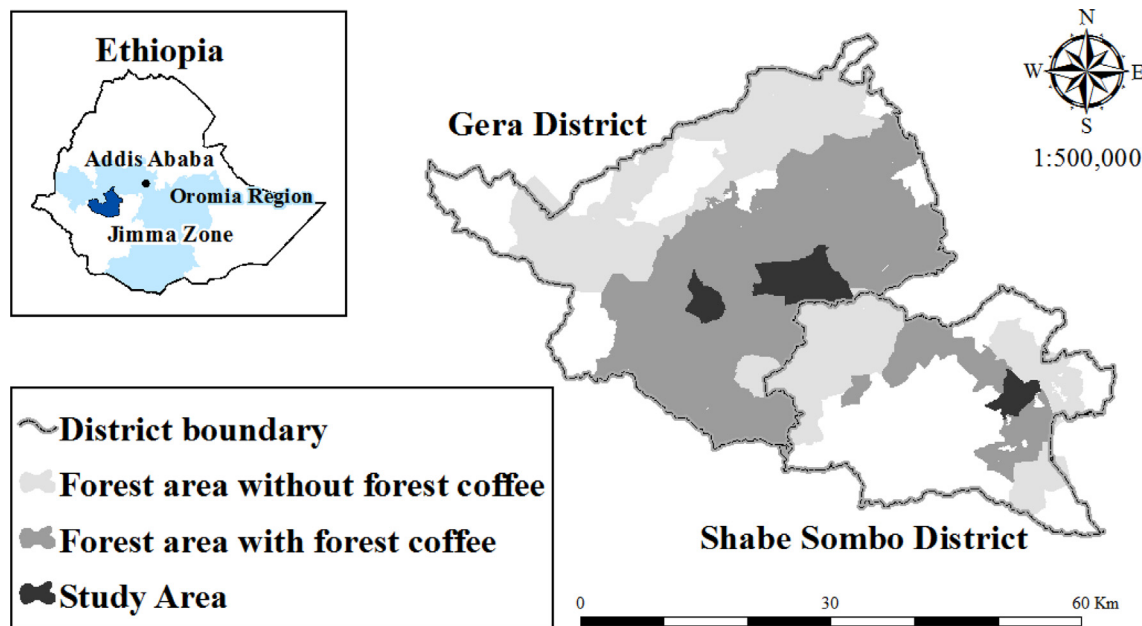 Ethiopia
Addis Ababa
Oromia Region
Jimma Zone
Gera District
Shabe Sombo District
N
W E
S
1:500,000
District boundary
Forest area without forest coffee
Forest area with forest coffee
Study Area
0 30 60 Km